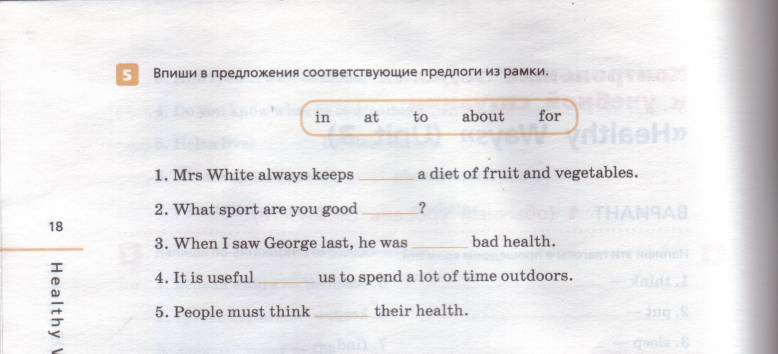 5 Впиши в предложения соответствующие предлоги из рамки.
in at to about for
1. Mrs White always keeps ______ a diet of fruit and vegetables.
2. What sport are you good ______?
3. When I saw George last, he was ______ bad health.
4. It is useful ______ us to spend a lot of time outdoors.
5. People must think ______ their health.
18
Healthy